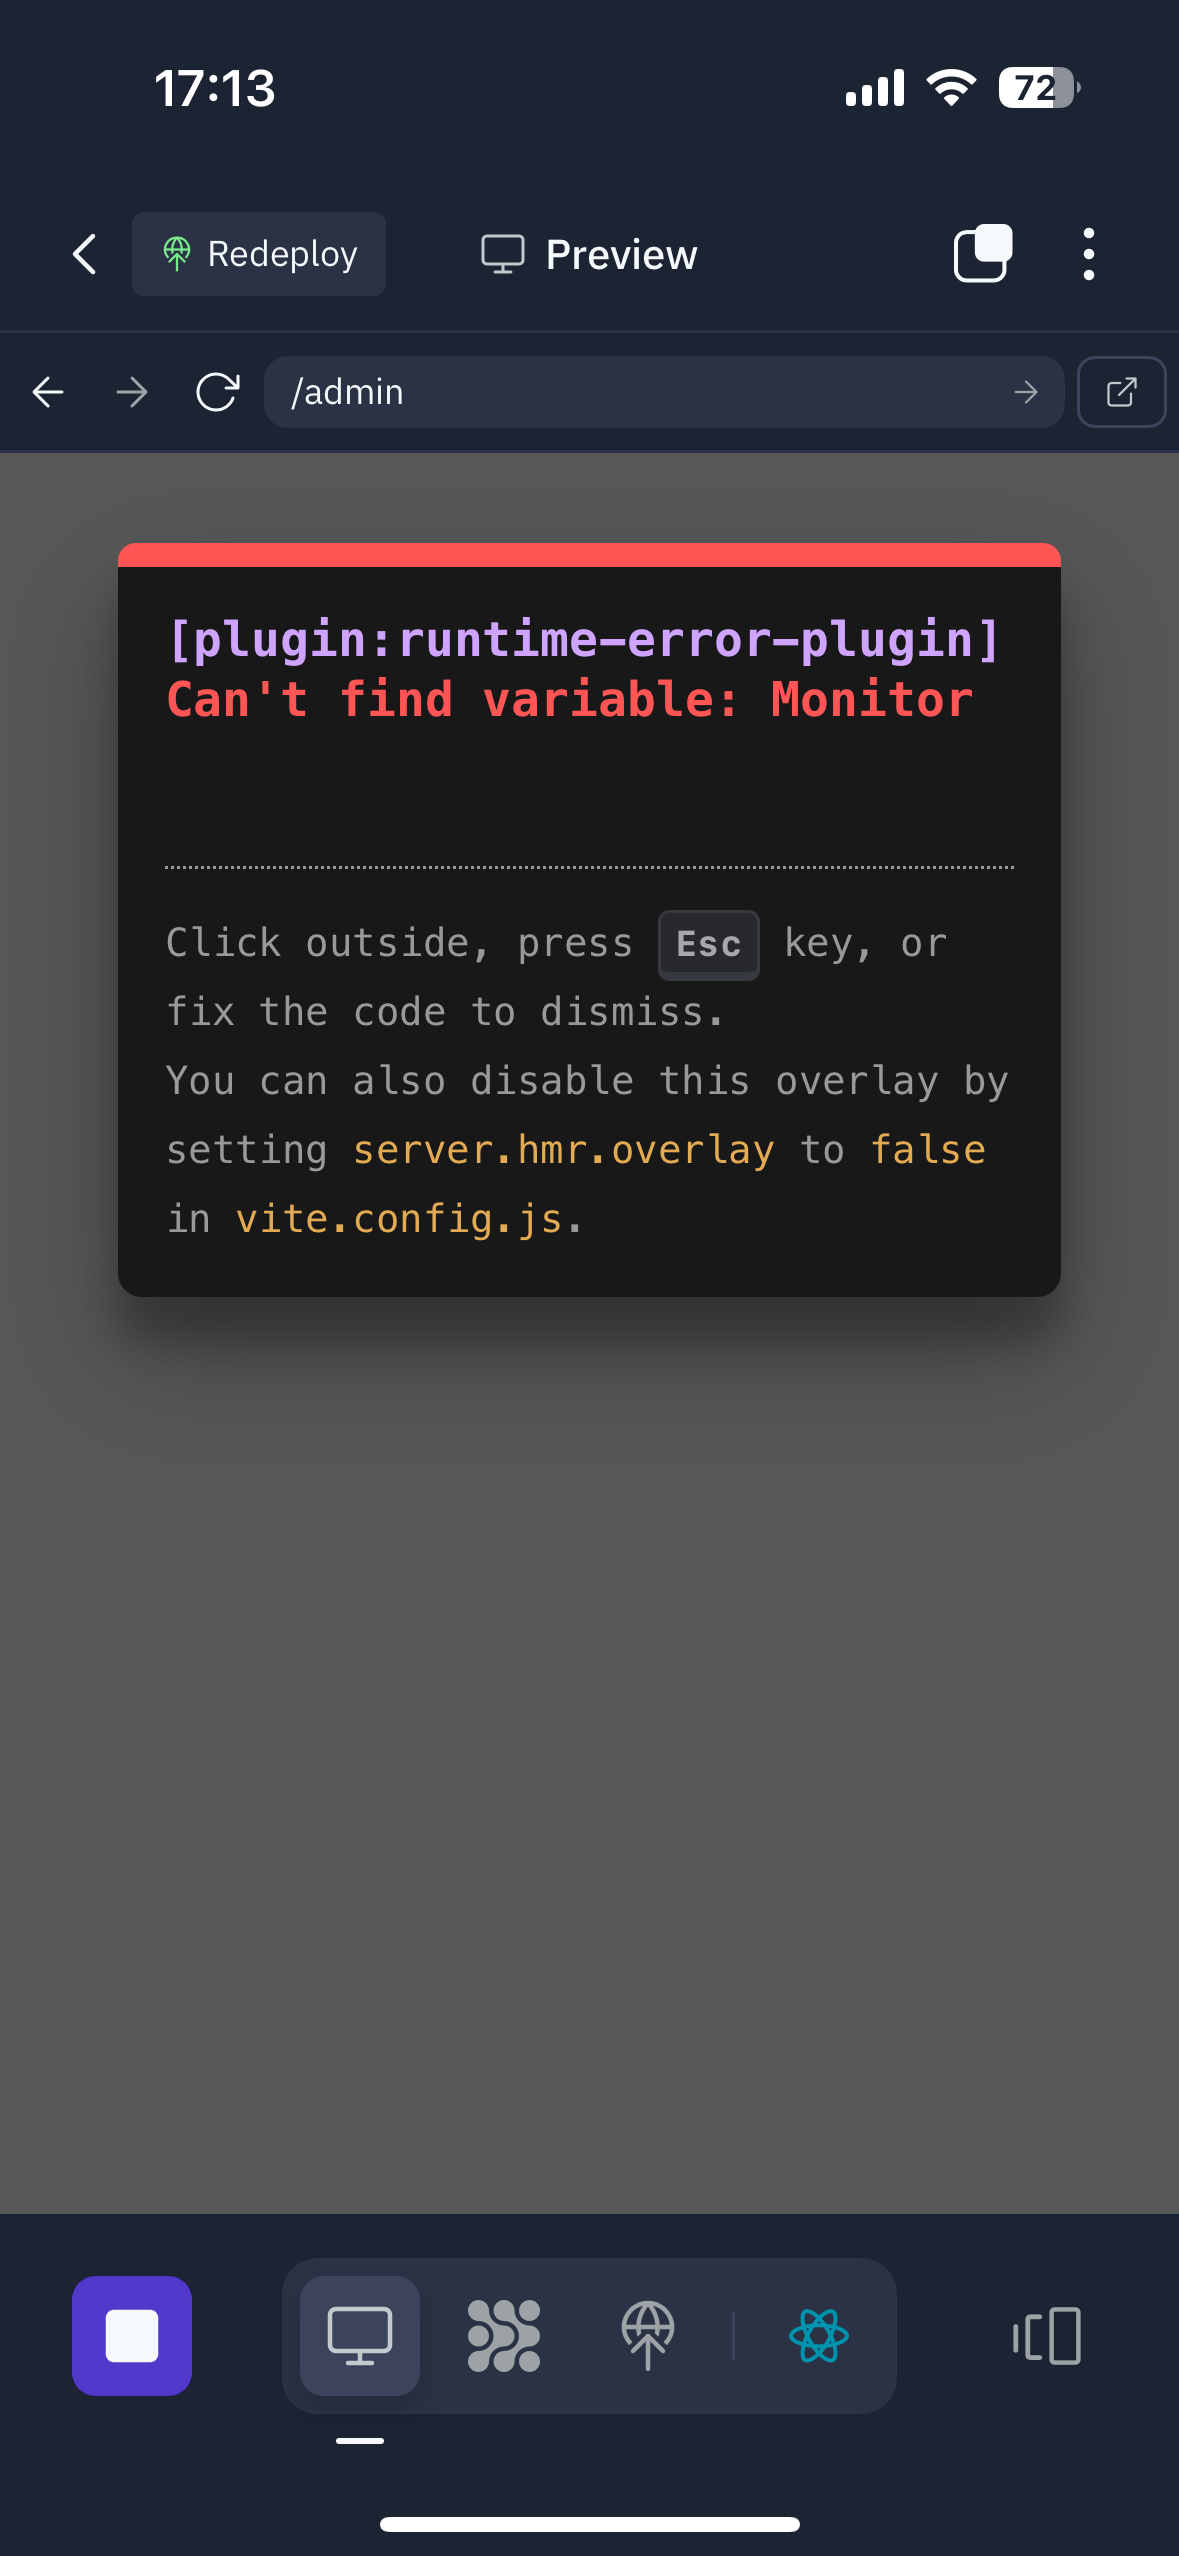 17:13
72
Redeploy
Preview
/admin
[plugin:runtime-error-plugin]
Can't find variable: Monitor
Click outside, press Esc key, or
fix the code to dismiss.
You can also disable this overlay by
setting server.hmr.overlay to false
in vite.config.js.